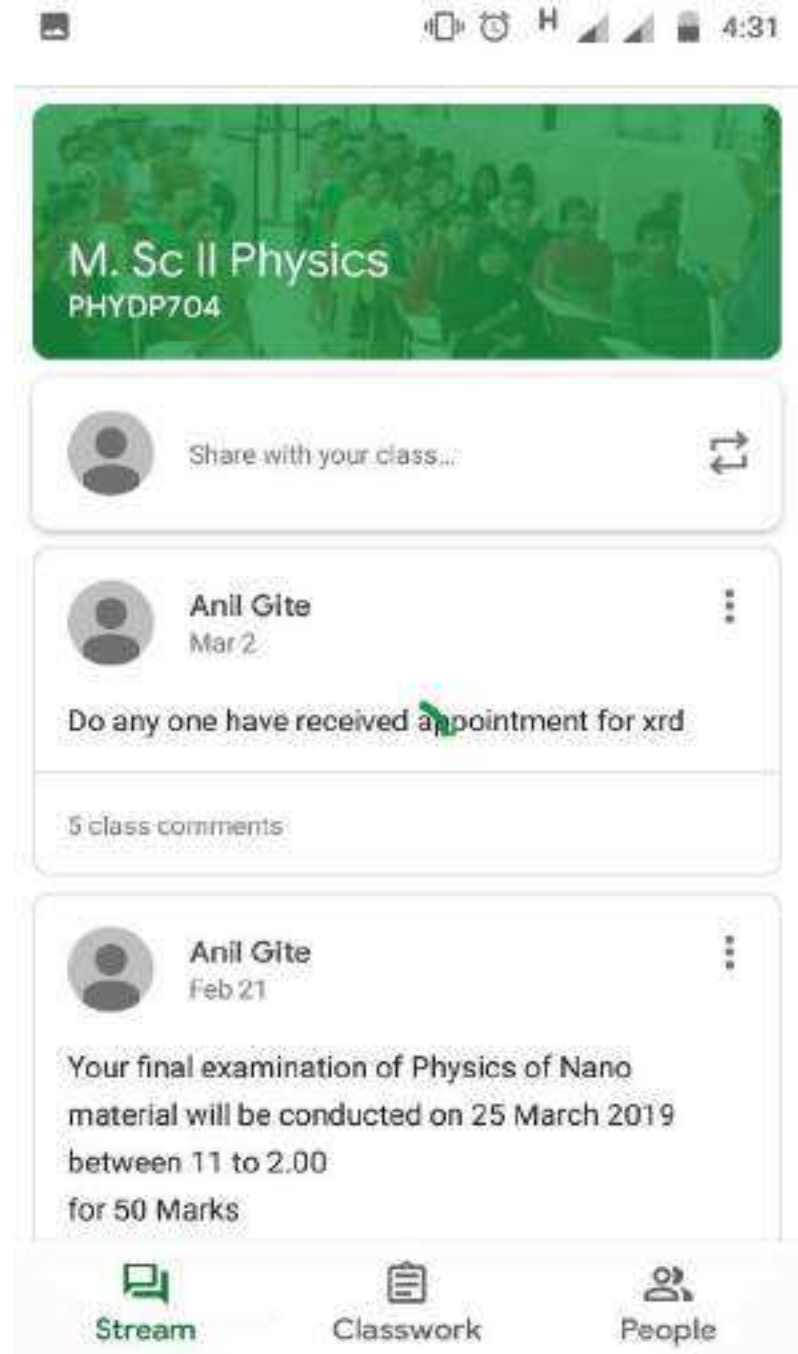 H 4:31
M. Sc II Physics
PHYDP704
Share with your class...
Anil Gite
Mar 2
Do any one have received appointment for xrd
5 class comments
Anil Gite
Feb 21
Your final examination of Physics of Nano
material will be conducted on 25 March 2019
between 11 to 2.00
for 50 Marks
Stream Classwork People